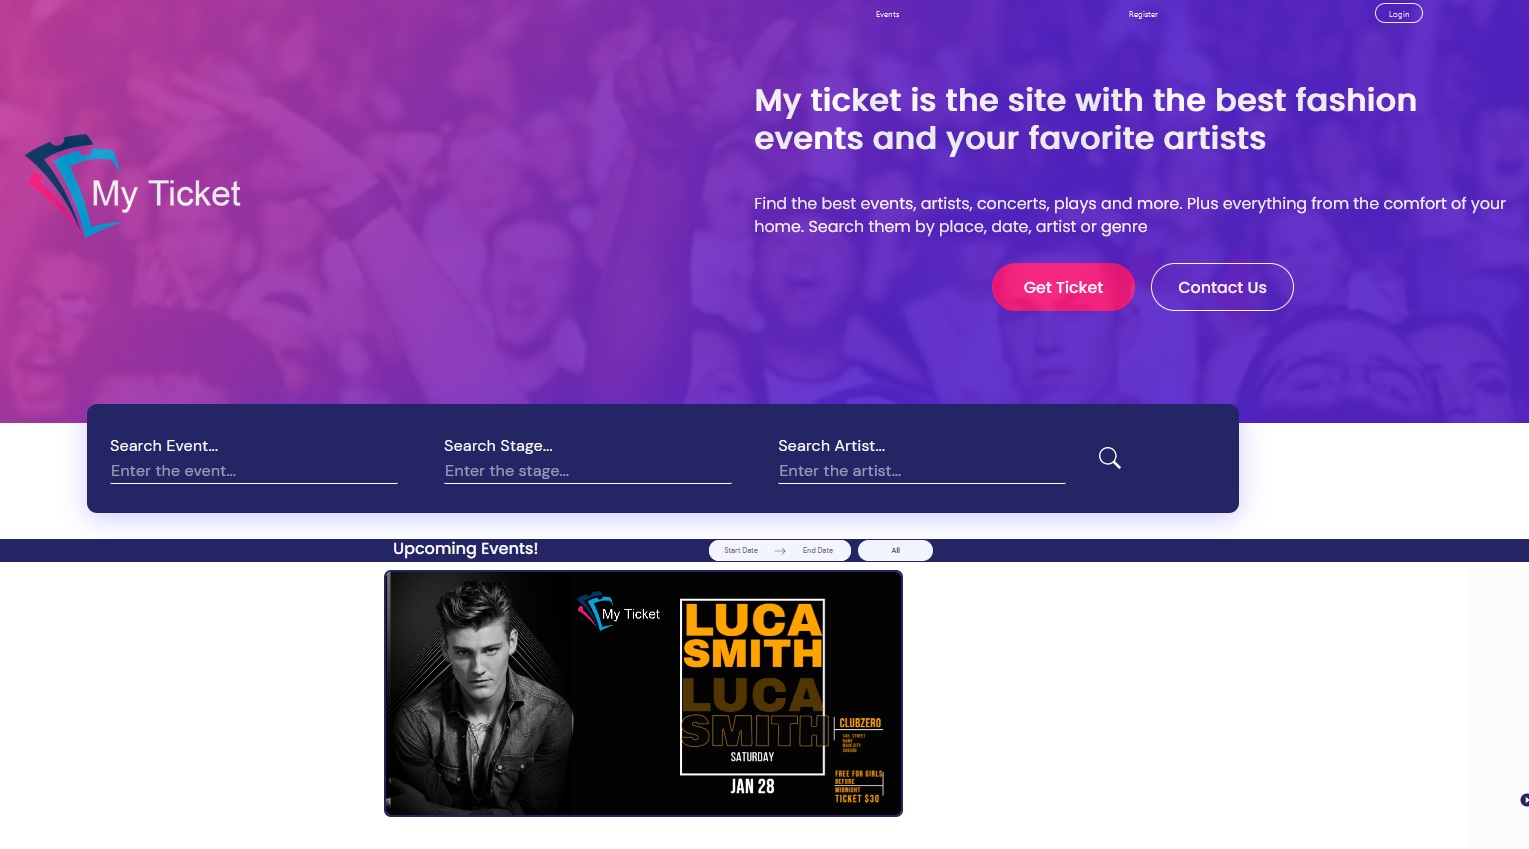 Events
Register
Login
My ticket is the site with the best fashion
events and your favorite artists
My Ticket
Find the best events, artists, concerts, plays and more. Plus everything from the comfort of your
home. Search them by place, date, artist or genre
Get Ticket
Contact Us
Search Event...
Enter the event...
Search Stage...
Enter the stage...
Search Artist...
Enter the artist...
Upcoming Events!
Start Date
End Date
All
My Ticket
LUCA
SMITH
LUCA
SMITH
SATURDAY
JAN 28
CLUBZERO
STREET
NAME
MAIN CITY
FREE FOR GIRLS
BEFORE
MIDNIGHT
TICKET $30